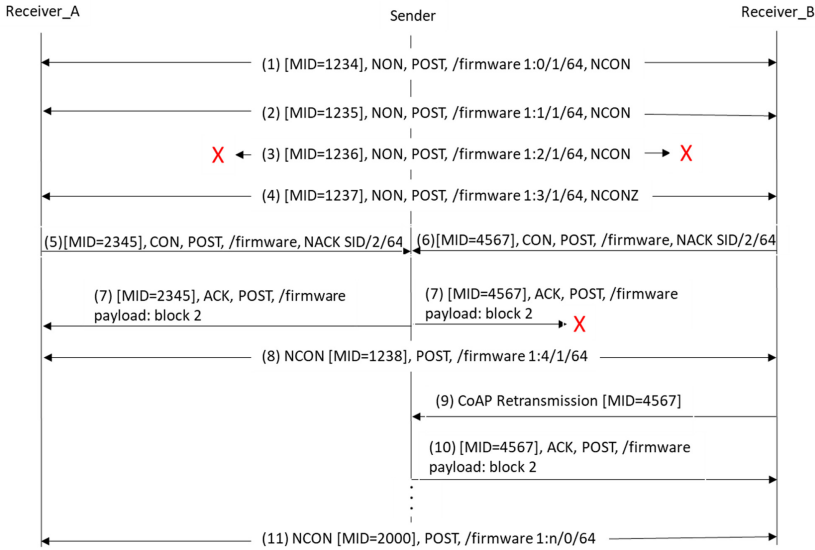 Receiver_A
Sender
Receiver_B
(1) [MID=1234], NON, POST, /firmware 1:0/1/64, NCON
(2) [MID=1235], NON, POST, /firmware 1:1/1/64, NCON
X
(3) [MID=1236], NON, POST, /firmware 1:2/1/64, NCON
X
(4) [MID=1237], NON, POST, /firmware 1:3/1/64, NCONZ
(5)[MID=2345], CON, POST, /firmware, NACK SID/2/64
(6)[MID=4567], CON, POST, /firmware, NACK SID/2/64
(7) [MID=2345], ACK, POST, /firmware
payload: block 2
(7) [MID=4567], ACK, POST, /firmware
payload: block 2
X
(8) NCON [MID=1238], POST, /firmware 1:4/1/64
(9) CoAP Retransmission [MID=4567]
(10) [MID=4567], ACK, POST, /firmware
payload: block 2
(11) NCON [MID=2000], POST, /firmware 1:n/0/64